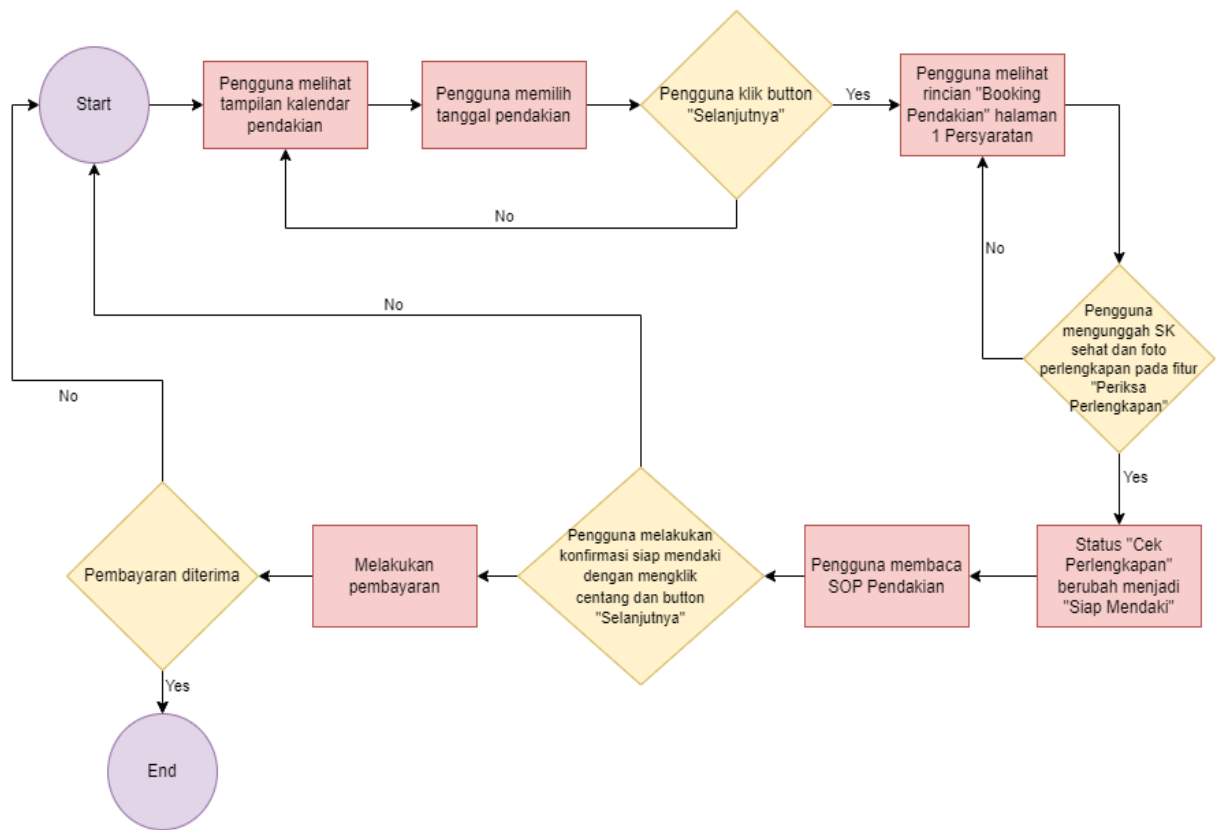 Start
Pengguna melihat
tampilan kalendar
pendakian
Pengguna memilih
tanggal pendakian
Pengguna klik button
"Selanjutnya"
Yes
No
Pengguna melihat
rincian "Booking
Pendakian" halaman
1 Persyaratan
No
Pengguna
mengunggah SK
sehat dan foto
perlengkapan pada fitur
"Periksa
Perlengkapan"
Yes
Status "Cek
Perlengkapan"
berubah menjadi
"Siap Mendaki"
Pengguna membaca
SOP Pendakian
Pengguna melakukan
konfirmasi siap mendaki
dengan mengklik
centang dan button
"Selanjutnya"
No
Melakukan
pembayaran
Pembayaran diterima
No
Yes
End